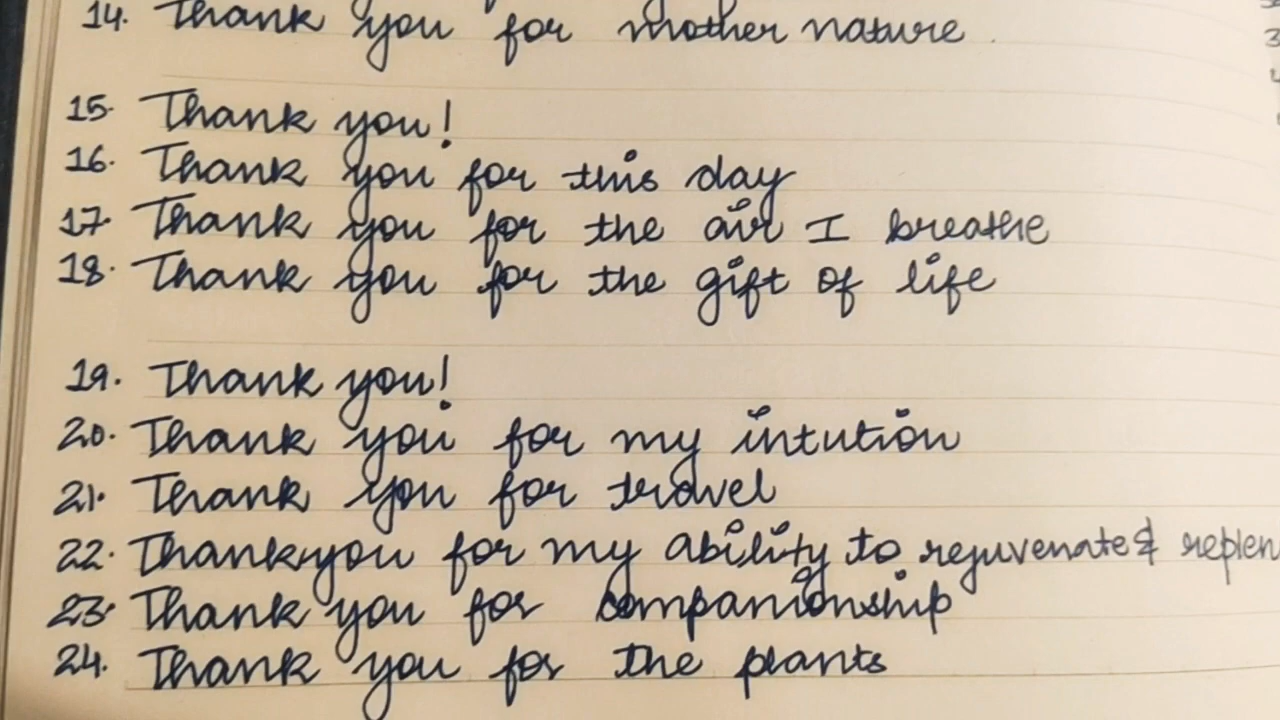 14. Thank you for mother nature.
15. Thank you!
16. Thank you for this day
17. Thank you for the air I breathe
18. Thank you for the gift of life
19. Thank you!
20. Thank you for my intution
21. Thank you for travel
22. Thank you for my ability to rejuvenate & replen
23. Thank you for companionship
24. Thank you for the plants